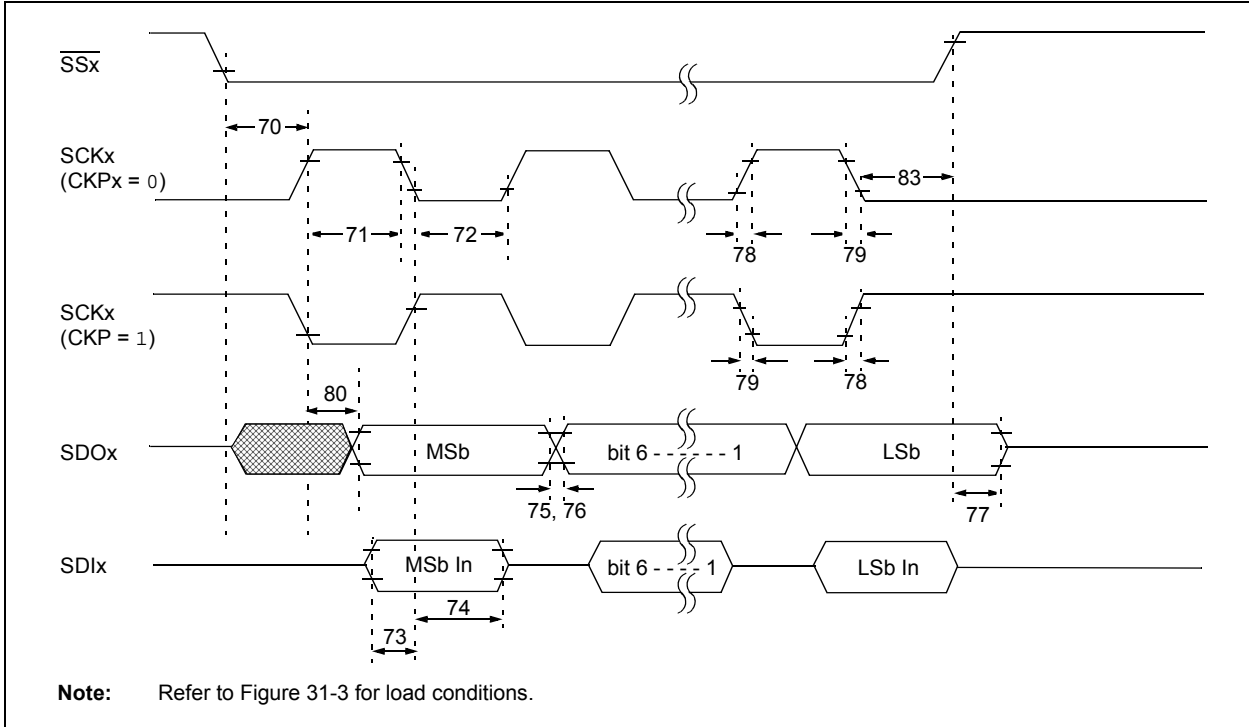 SSx
70
SCKx
(CKPx = 0)
83
71
72
78
79
SCKx
(CKP = 1)
79
78
80
SDOx
MSb
bit 6 - - - - - - 1
LSb
75, 76
77
SDIx
MSb In
bit 6 - - - - 1
LSb In
74
73
Note: Refer to Figure 31-3 for load conditions.